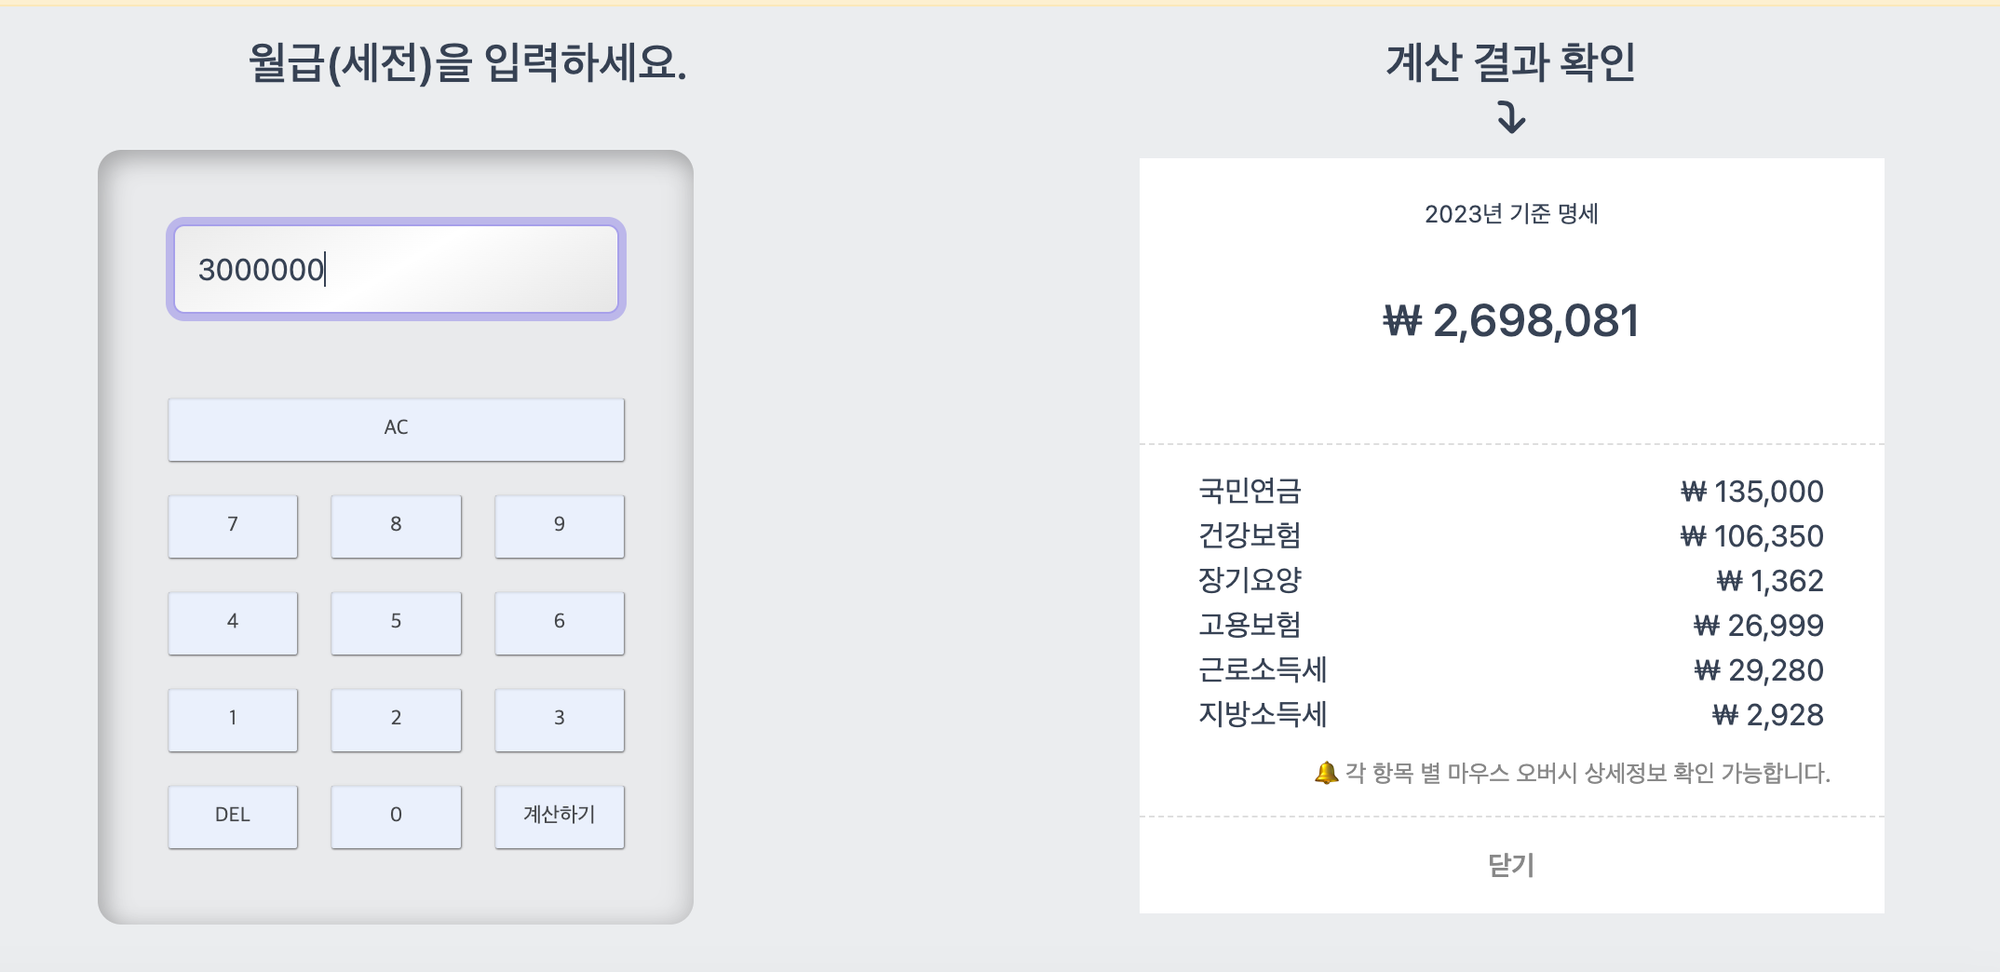 월급(세전)을 입력하세요.
3000000
AC
7 8 9
4 5 6
1 2 3
DEL 0 계산하기
계산 결과 확인
2023년 기준 명세
₩ 2,698,081
국민연금 ₩ 135,000
건강보험 ₩ 106,350
장기요양 ₩ 1,362
고용보험 ₩ 26,999
근로소득세 ₩ 29,280
지방소득세 ₩ 2,928
🔔 각 항목 별 마우스 오버시 상세정보 확인 가능합니다.
닫기